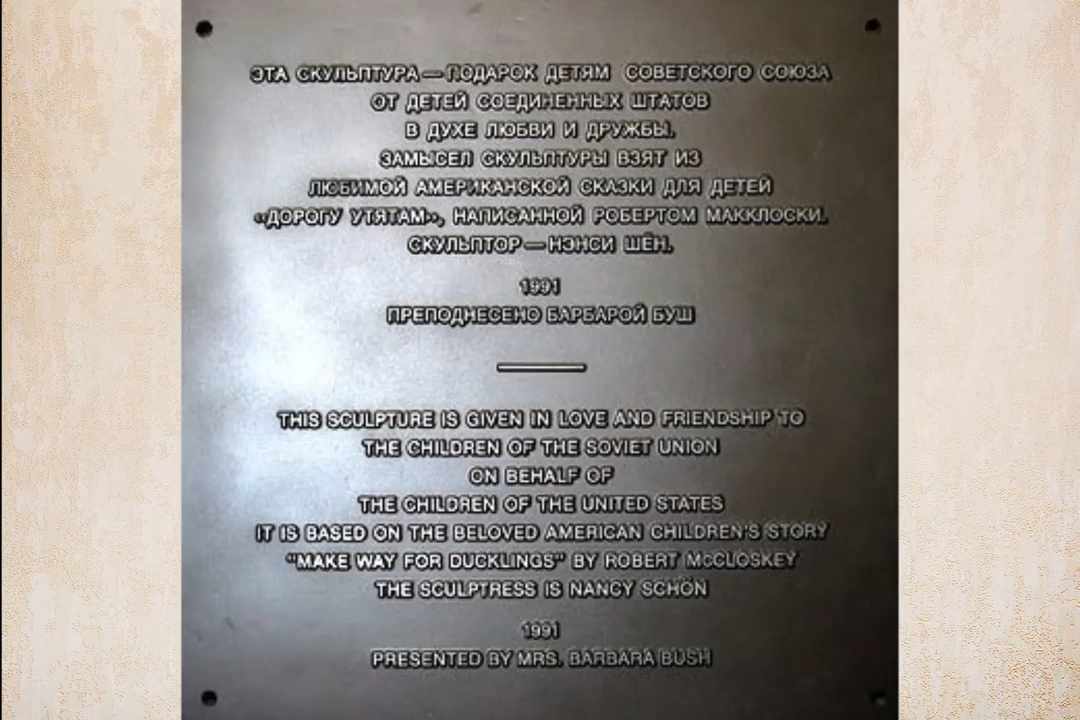 ЭТА СКУЛЬПТУРА — ПОДАРОК ДЕТЯМ СОВЕТСКОГО СОЮЗА
ОТ ДЕТЕЙ СОЕДИНЕННЫХ ШТАТОВ
В ДУХЕ ЛЮБВИ И ДРУЖБЫ.
ЗАМЫСЕЛ СКУЛЬПТУРЫ ВЗЯТ ИЗ
ЛЮБИМОЙ АМЕРИКАНСКОЙ СКАЗКИ ДЛЯ ДЕТЕЙ
«ДОРОГУ УТЯТАМ», НАПИСАННОЙ РОБЕРТОМ МАККЛОСКИ.
СКУЛЬПТОР — НЭНСИ ШЁН.
1991
ПРЕПОДНЕСЕНО БАРБАРОЙ БУШ
THIS SCULPTURE IS GIVEN IN LOVE AND FRIENDSHIP TO
THE CHILDREN OF THE SOVIET UNION
ON BEHALF OF
THE CHILDREN OF THE UNITED STATES
IT IS BASED ON THE BELOVED AMERICAN CHILDREN'S STORY
"MAKE WAY FOR DUCKLINGS" BY ROBERT McCLOSKEY
THE SCULPTRESS IS NANCY SCHÖN
1991
PRESENTED BY MRS. BARBARA BUSH